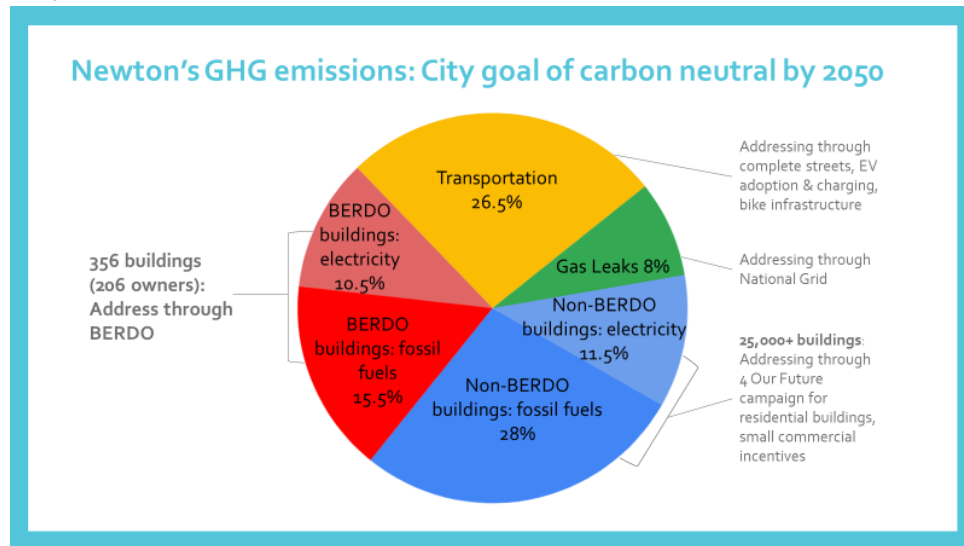 Newton's GHG emissions: City goal of carbon neutral by 2050
Transportation
26.5%
Addressing through
complete streets, EV
adoption & charging,
bike infrastructure
BERDO
buildings:
electricity
10.5%
356 buildings
(206 owners):
Address through
BERDO
Gas Leaks 8%
Addressing through
National Grid
Non-BERDO
buildings: electricity
11.5%
BERDO
buildings: fossil
fuels
15.5%
25,000+ buildings:
Addressing through
4 Our Future
campaign for
residential buildings,
small commercial
incentives
Non-BERDO
buildings: fossil fuels
28%